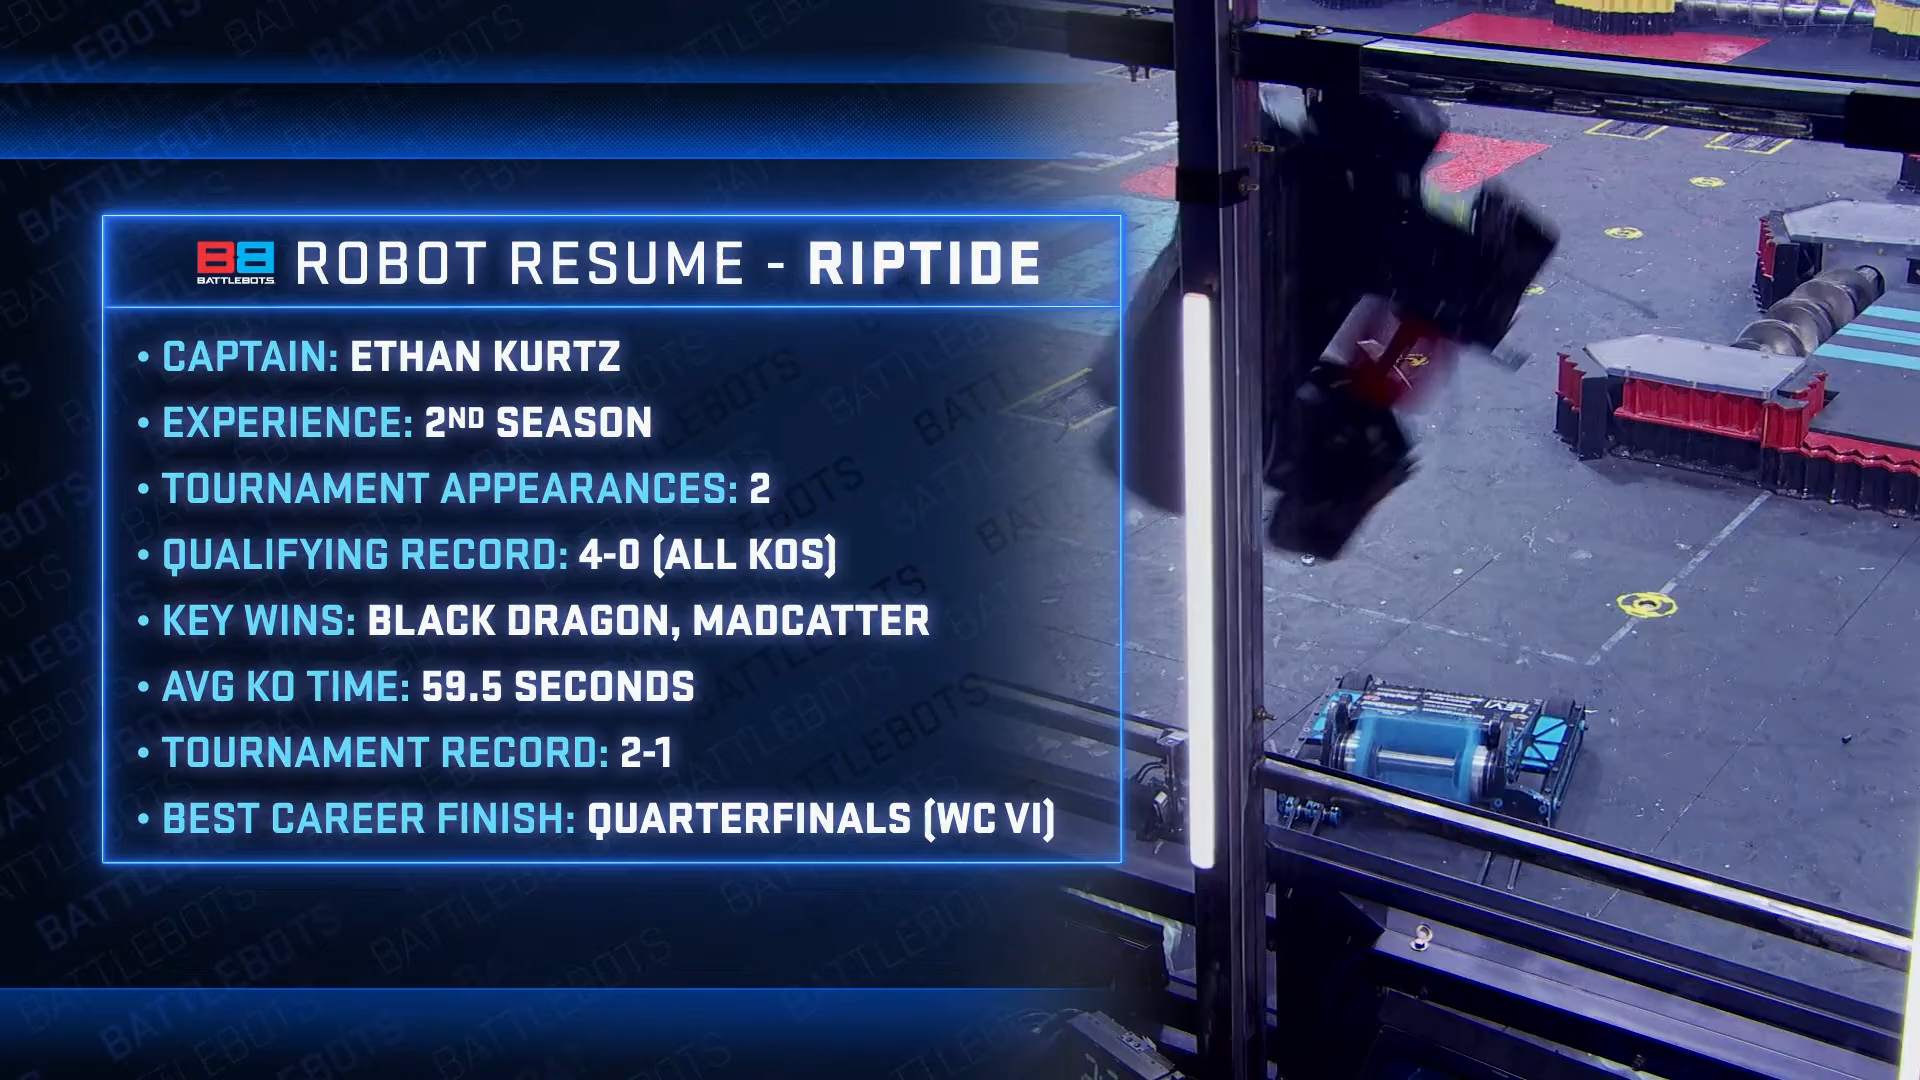 BATTLEBOTS
ROBOT RESUME - RIPTIDE
• CAPTAIN: ETHAN KURTZ
• EXPERIENCE: 2ND SEASON
• TOURNAMENT APPEARANCES: 2
• QUALIFYING RECORD: 4-0 (ALL KOS)
• KEY WINS: BLACK DRAGON, MADCATTER
• AVG KO TIME: 59.5 SECONDS
• TOURNAMENT RECORD: 2-1
• BEST CAREER FINISH: QUARTERFINALS (WC VI)